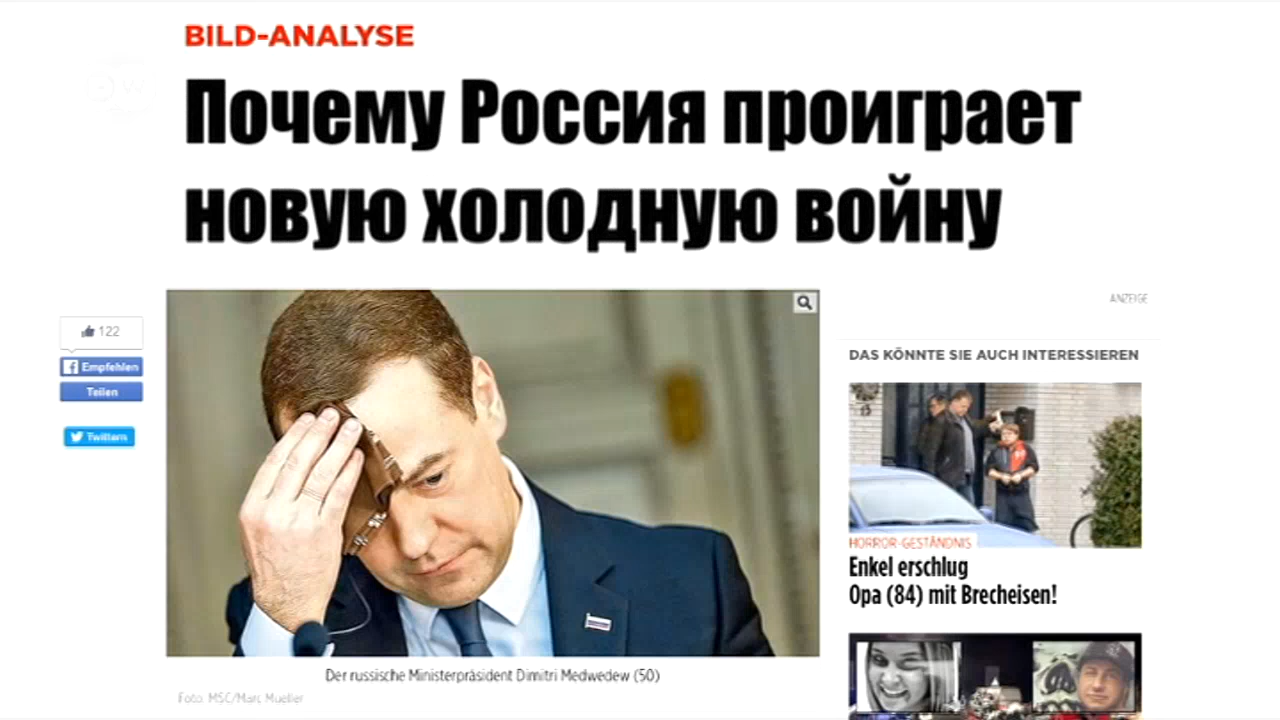 BILD-ANALYSE
Почему Россия проиграет
новую холодную войну
ANZEIGE
122
Empfehlen
Teilen
Twittern
DAS KÖNNTE SIE AUCH INTERESSIEREN
HORROR-GESTÄNDNIS
Enkel erschlug
Opa (84) mit Brecheisen!
Der russische Ministerpräsident Dimitri Medwedew (50)
Foto: MSC/Marc Mueller